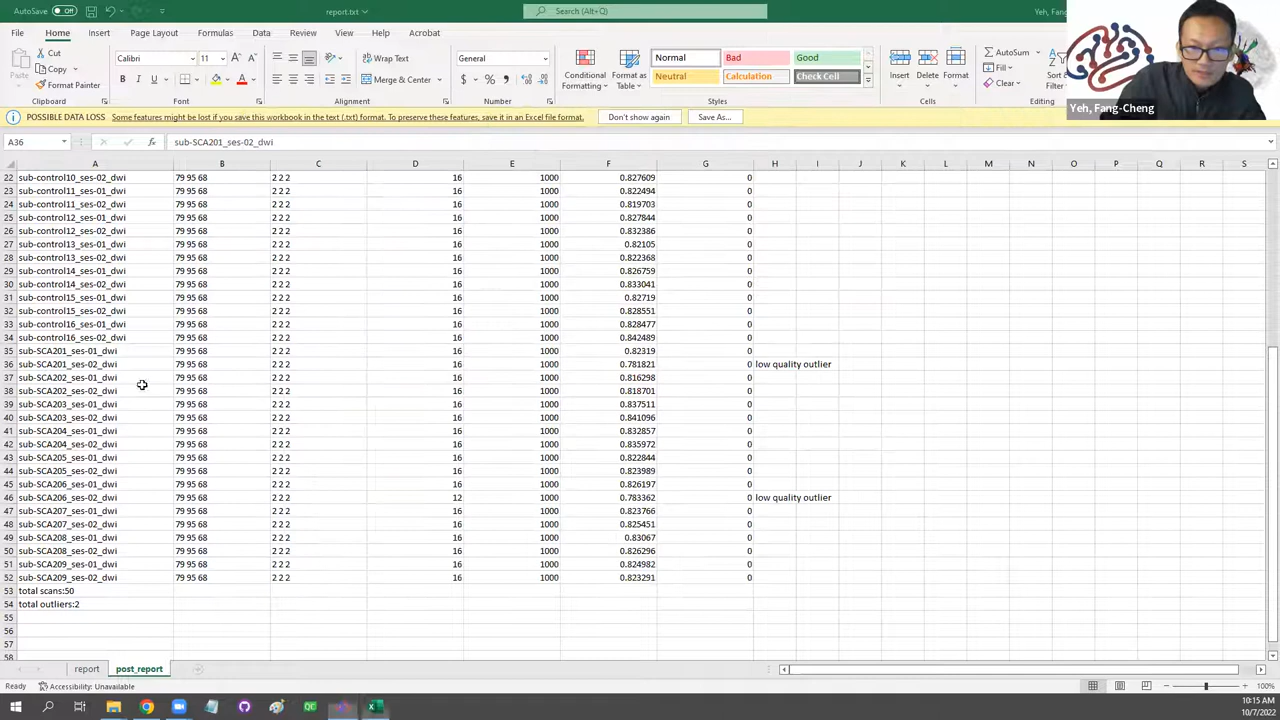 AutoSave Off report.txt Search (Alt+Q) Yeh, Fang-
File Home Insert Page Layout Formulas Data Review View Help Acrobat
Paste Cut Copy Format Painter Clipboard
Calibri 11 B I U A Font
Wrap Text Merge & Center Alignment
General $ % Number
Conditional Formatting Format as Table Normal Bad Good Neutral Calculation Check Cell Styles
Insert Delete Format Cells
AutoSum Fill Clear Editing
Yeh, Fang-Cheng
POSSIBLE DATA LOSS Some features might be lost if you save this workbook in the text (.txt) format. To preserve these features, save it in an Excel file format. Don't show again Save As...
A36 fx sub-SCA201_ses-02_dwi
A B C D E F G H I J K L M N O P Q R S
22 sub-control10_ses-02_dwi 79 95 68 2 2 2 16 1000 0.827609 0
23 sub-control11_ses-01_dwi 79 95 68 2 2 2 16 1000 0.822494 0
24 sub-control11_ses-02_dwi 79 95 68 2 2 2 16 1000 0.819703 0
25 sub-control12_ses-01_dwi 79 95 68 2 2 2 16 1000 0.827844 0
26 sub-control12_ses-02_dwi 79 95 68 2 2 2 16 1000 0.832386 0
27 sub-control13_ses-01_dwi 79 95 68 2 2 2 16 1000 0.82105 0
28 sub-control13_ses-02_dwi 79 95 68 2 2 2 16 1000 0.822368 0
29 sub-control14_ses-01_dwi 79 95 68 2 2 2 16 1000 0.826759 0
30 sub-control14_ses-02_dwi 79 95 68 2 2 2 16 1000 0.833041 0
31 sub-control15_ses-01_dwi 79 95 68 2 2 2 16 1000 0.82719 0
32 sub-control15_ses-02_dwi 79 95 68 2 2 2 16 1000 0.828551 0
33 sub-control16_ses-01_dwi 79 95 68 2 2 2 16 1000 0.828477 0
34 sub-control16_ses-02_dwi 79 95 68 2 2 2 16 1000 0.842489 0
35 sub-SCA201_ses-01_dwi 79 95 68 2 2 2 16 1000 0.82319 0
36 sub-SCA201_ses-02_dwi 79 95 68 2 2 2 16 1000 0.781821 0 low quality outlier
37 sub-SCA202_ses-01_dwi 79 95 68 2 2 2 16 1000 0.816298 0
38 sub-SCA202_ses-02_dwi 79 95 68 2 2 2 16 1000 0.818701 0
39 sub-SCA203_ses-01_dwi 79 95 68 2 2 2 16 1000 0.837511 0
40 sub-SCA203_ses-02_dwi 79 95 68 2 2 2 16 1000 0.841096 0
41 sub-SCA204_ses-01_dwi 79 95 68 2 2 2 16 1000 0.832857 0
42 sub-SCA204_ses-02_dwi 79 95 68 2 2 2 16 1000 0.835972 0
43 sub-SCA205_ses-01_dwi 79 95 68 2 2 2 16 1000 0.822844 0
44 sub-SCA205_ses-02_dwi 79 95 68 2 2 2 16 1000 0.823989 0
45 sub-SCA206_ses-01_dwi 79 95 68 2 2 2 16 1000 0.826197 0
46 sub-SCA206_ses-02_dwi 79 95 68 2 2 2 12 1000 0.783362 0 low quality outlier
47 sub-SCA207_ses-01_dwi 79 95 68 2 2 2 16 1000 0.823766 0
48 sub-SCA207_ses-02_dwi 79 95 68 2 2 2 16 1000 0.825451 0
49 sub-SCA208_ses-01_dwi 79 95 68 2 2 2 16 1000 0.83067 0
50 sub-SCA208_ses-02_dwi 79 95 68 2 2 2 16 1000 0.826296 0
51 sub-SCA209_ses-01_dwi 79 95 68 2 2 2 16 1000 0.824982 0
52 sub-SCA209_ses-02_dwi 79 95 68 2 2 2 16 1000 0.823291 0
53 total scans:50
54 total outliers:2
55
56
57
58
report post_report
Ready Accessibility: Unavailable 100%
10:15 AM
10/7/2022